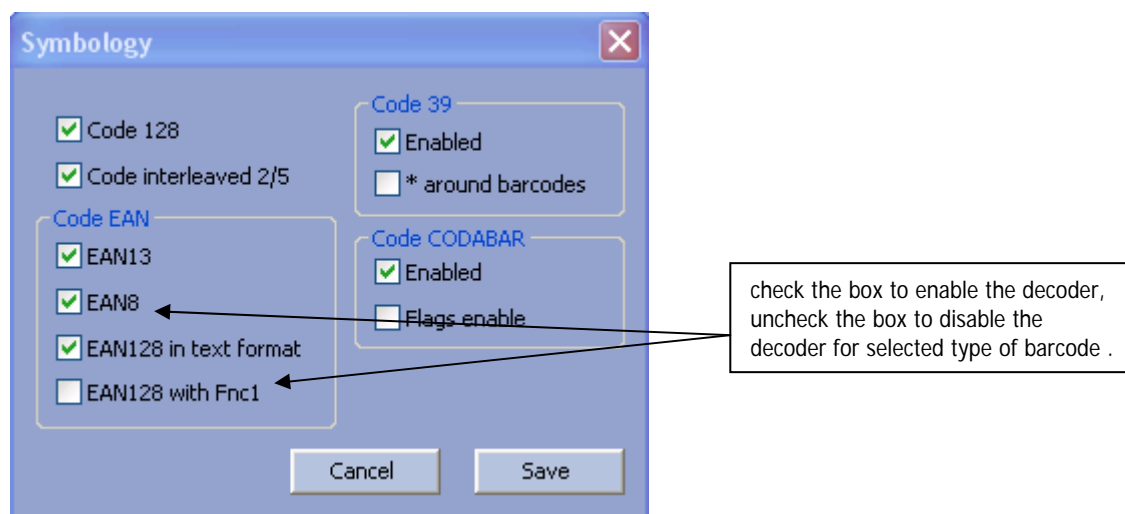 Symbology
Code 128
Code interleaved 2/5
Code EAN
EAN13
EAN8
EAN128 in text format
EAN128 with Fnc1
Code 39
Enabled
* around barcodes
Code CODABAR
Enabled
Flags enable
Cancel
Save
check the box to enable the decoder,
uncheck the box to disable the
decoder for selected type of barcode .